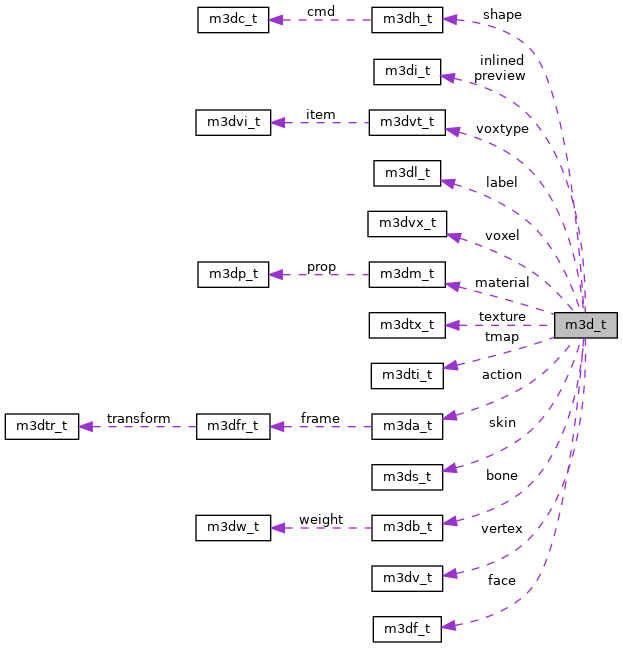 m3dc_t cmd m3dh_t shape
m3di_t inlined
preview
m3dvi_t item m3dvt_t voxtype
m3dl_t label
m3dvx_t voxel
m3dp_t prop m3dm_t material
m3dtx_t texture m3d_t
m3dti_t tmap
m3dtr_t transform m3dfr_t frame m3da_t action
m3ds_t skin
m3dw_t weight m3db_t bone
m3dv_t vertex
m3df_t face